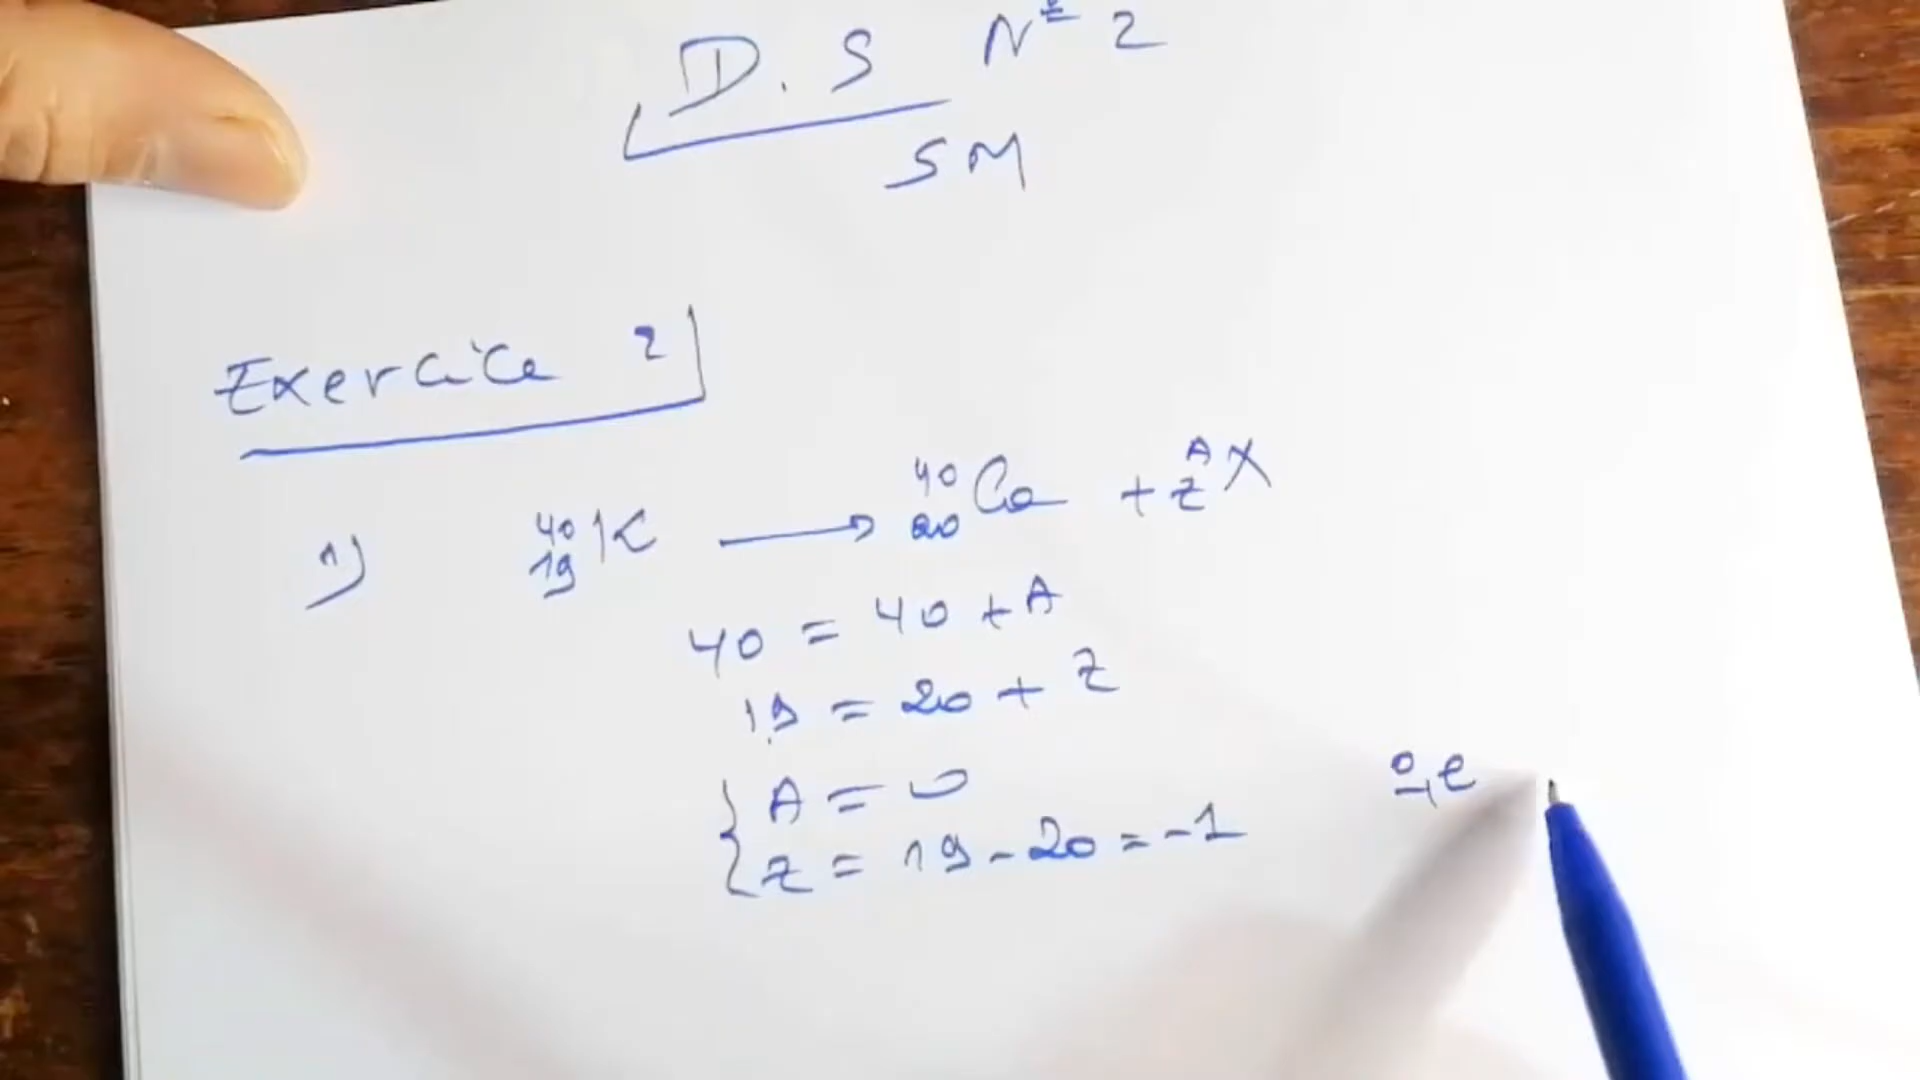 D.S N° 2
SM
Exercice 2
1) ⁴⁰₁₉K → ⁴⁰₂₀Ca + ᴬ_Z X
40 = 40 + A
19 = 20 + Z
{ A = 0
{ Z = 19 - 20 = -1
⁰₋₁e